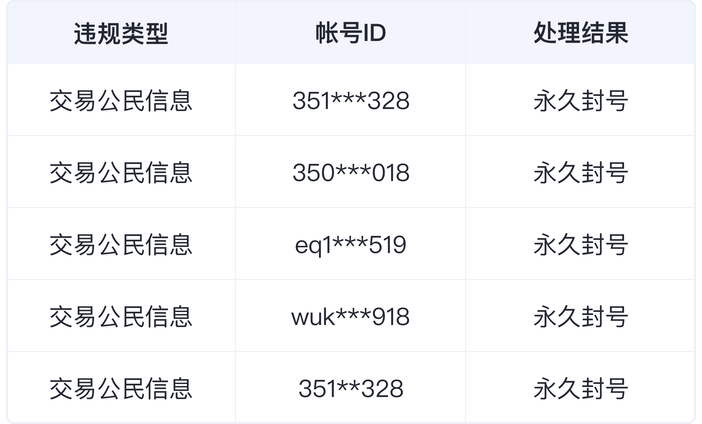 违规类型 帐号ID 处理结果
交易公民信息 351***328 永久封号
交易公民信息 350***018 永久封号
交易公民信息 eq1***519 永久封号
交易公民信息 wuk***918 永久封号
交易公民信息 351**328 永久封号